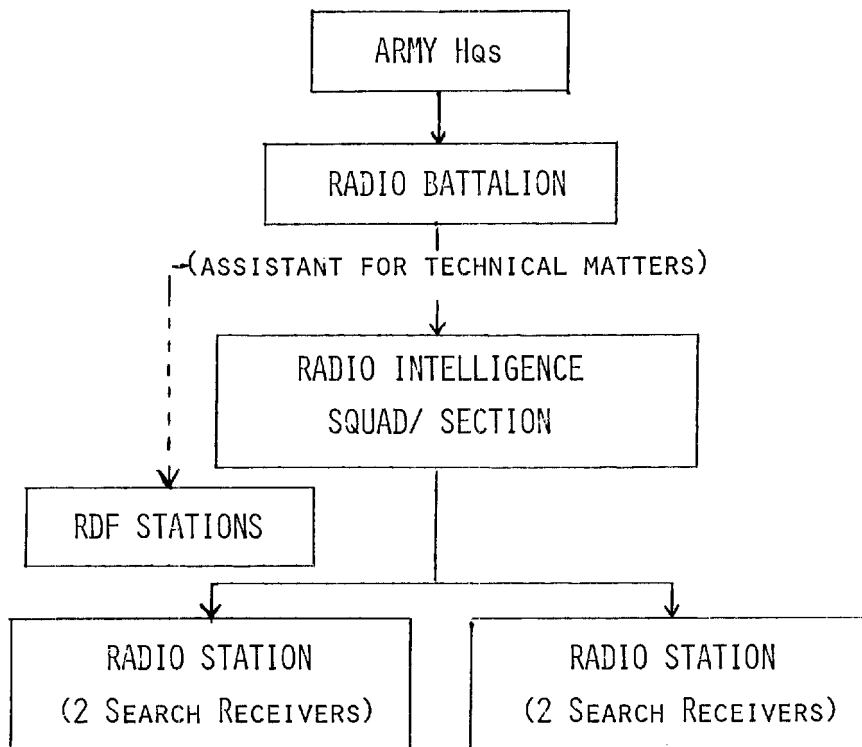 ARMY HQS
RADIO BATTALION
(ASSISTANT FOR TECHNICAL MATTERS)
RADIO INTELLIGENCE
SQUAD/ SECTION
RDF STATIONS
RADIO STATION
(2 SEARCH RECEIVERS)
RADIO STATION
(2 SEARCH RECEIVERS)